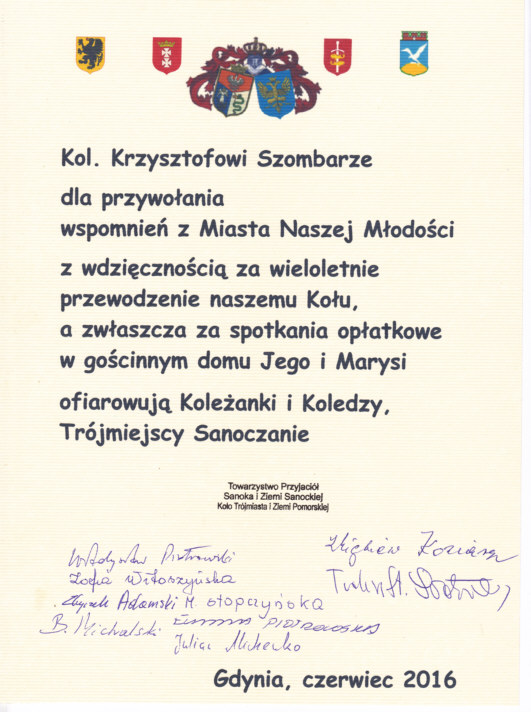 Kol. Krzysztofowi Szombarze
dla przywołania
wspomnień z Miasta Naszej Młodości
z wdzięcznością za wieloletnie
przewodzenie naszemu Kołu,
a zwłaszcza za spotkania opłatkowe
w gościnnym domu Jego i Marysi
ofiarowują Koleżanki i Koledzy,
Trójmiejscy Sanoczanie
Towarzystwo Przyjaciół
Sanoka i Ziemi Sanockiej
Koło Trójmiasta i Ziemi Pomorskiej
Władysław Piotrowski
Zbigniew
Zofia Witoszyńska
Zbyszek Adamski M. Stopczyńska
B. Michalski PIOTROWSKA
Julian
Gdynia, czerwiec 2016